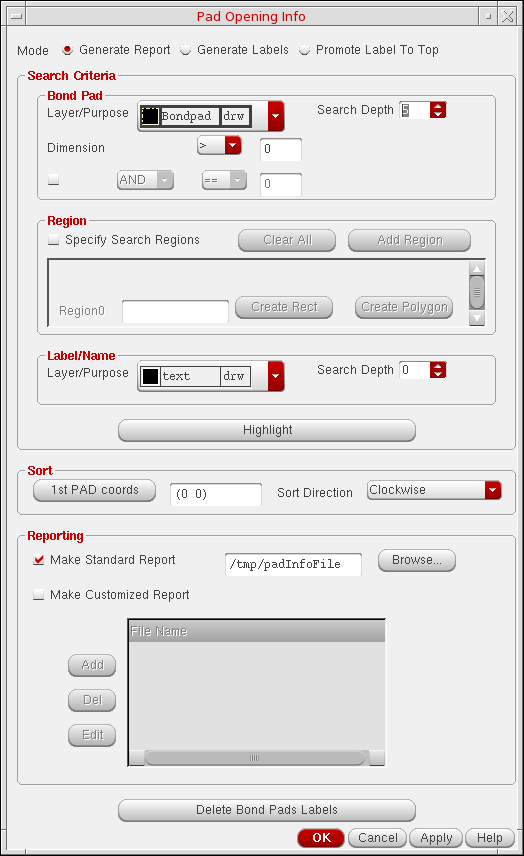 Pad Opening Info
Mode Generate Report Generate Labels Promote Label To Top
Search Criteria
Bond Pad
Layer/Purpose Bondpad drw Search Depth 5
Dimension > 0
AND == 0
Region
Specify Search Regions Clear All Add Region
Region0 Create Rect Create Polygon
Label/Name
Layer/Purpose text drw Search Depth 0
Highlight
Sort
1st PAD coords (0 0) Sort Direction Clockwise
Reporting
Make Standard Report /tmp/padInfoFile Browse...
Make Customized Report
File Name
Add
Del
Edit
Delete Bond Pads Labels
OK Cancel Apply Help